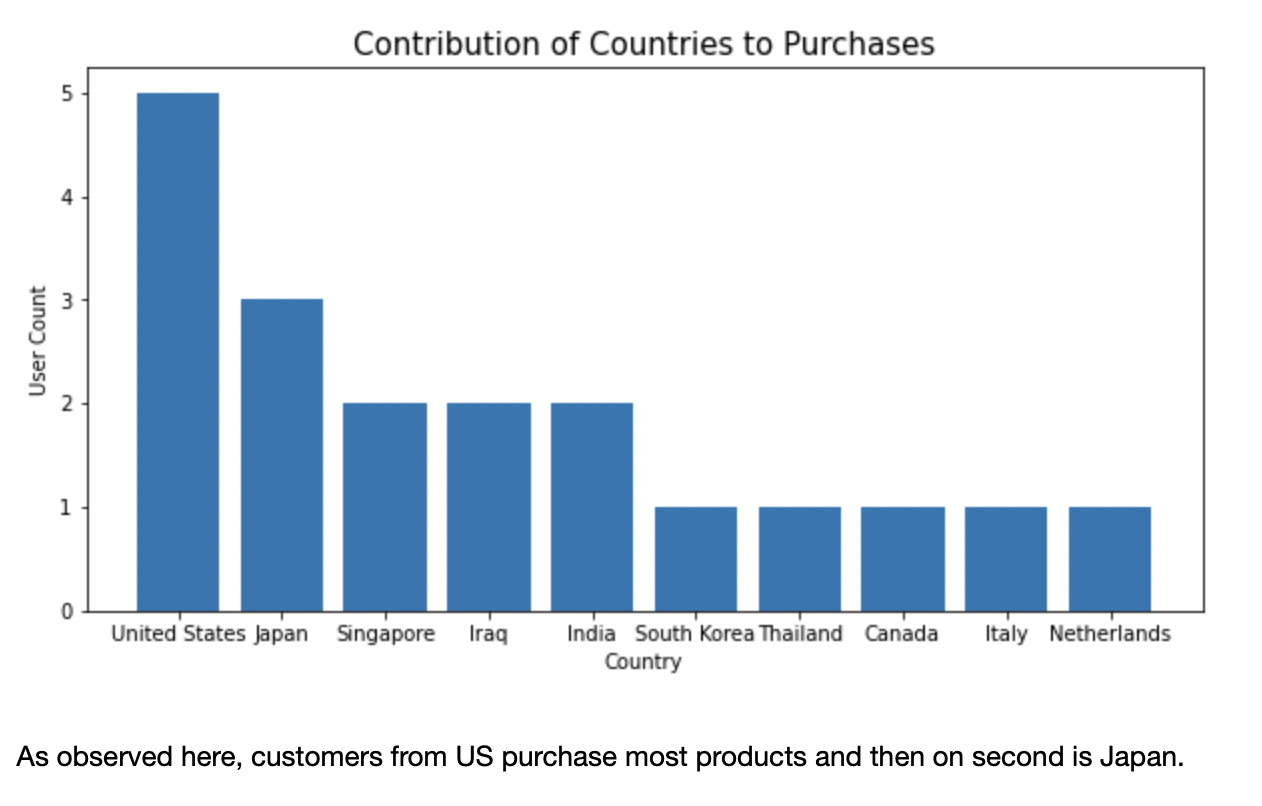 Contribution of Countries to Purchases
User Count
5
4
3
2
1
0
United States Japan Singapore Iraq India South Korea Thailand Canada Italy Netherlands
Country
As observed here, customers from US purchase most products and then on second is Japan.